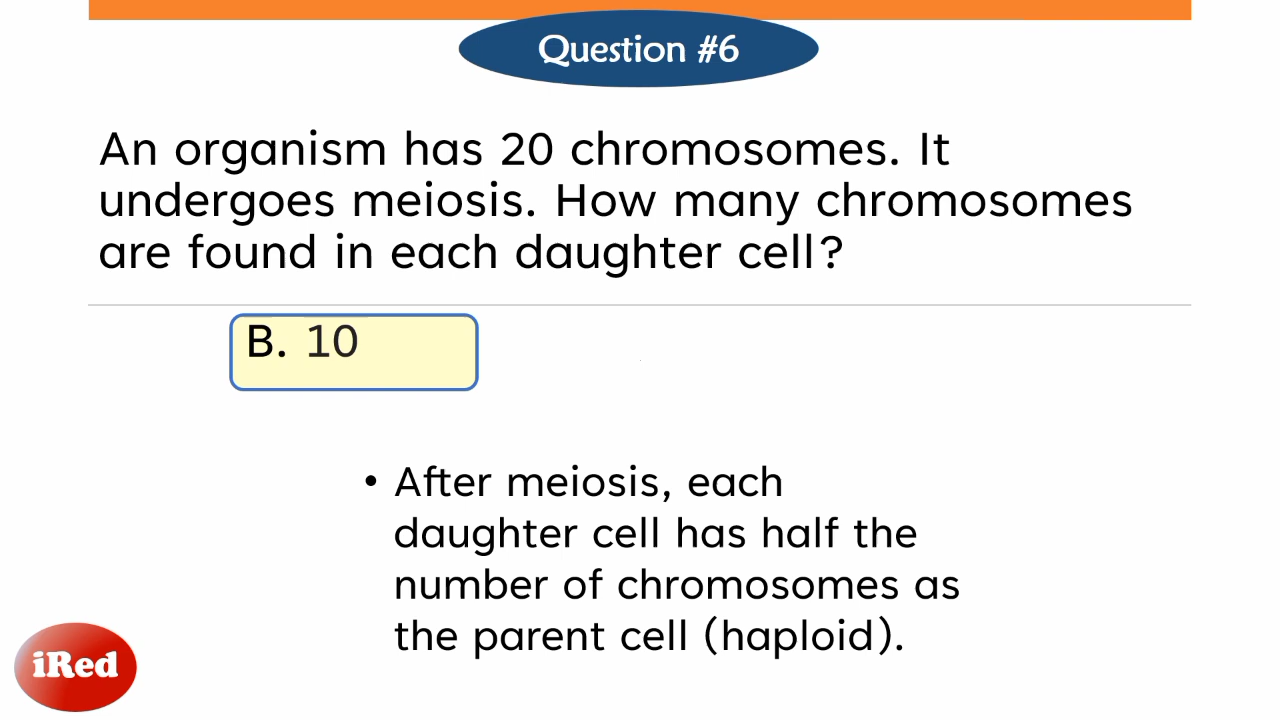 Question #6
An organism has 20 chromosomes. It
undergoes meiosis. How many chromosomes
are found in each daughter cell?
B. 10
• After meiosis, each
daughter cell has half the
number of chromosomes as
the parent cell (haploid).
iRed